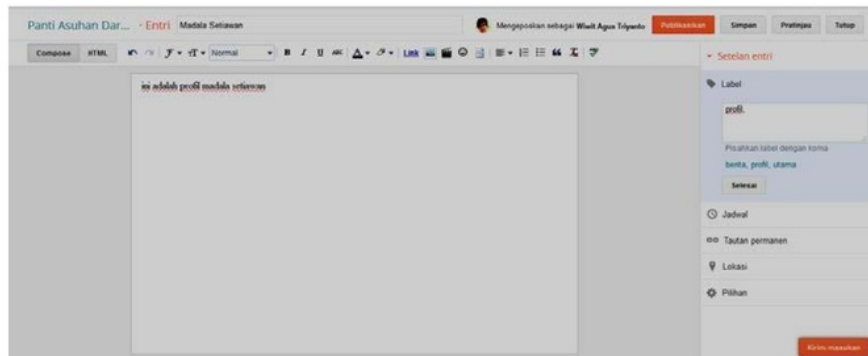 Panti Asuhan Dar... · Entri Madala Setiawan Mengeposkan sebagai Wiwit Agus Triyanto Publikasikan Simpan Pratinjau Tutup
Compose HTML Normal B I U ABC A Link
ini adalah profil madala setiawan
Setelan entri
Label
profil,
Pisahkan label dengan koma
berita, profil, utama
Selesai
Jadwal
Tautan permanen
Lokasi
Pilihan
Kirim masukan